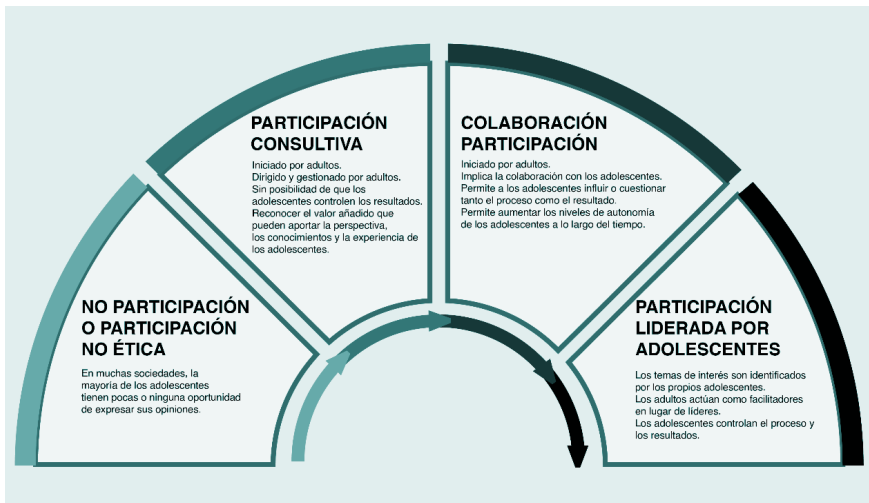 PARTICIPACIÓN
CONSULTIVA
Iniciado por adultos.
Dirigido y gestionado por adultos.
Sin posibilidad de que los
adolescentes controlen los resultados.
Reconocer el valor añadido que
pueden aportar la perspectiva,
los conocimientos y la experiencia de
los adolescentes.
COLABORACIÓN
PARTICIPACIÓN
Iniciado por adultos.
Implica la colaboración con los adolescentes.
Permite a los adolescentes influir o cuestionar
tanto el proceso como el resultado.
Permite aumentar los niveles de autonomía
de los adolescentes a lo largo del tiempo.
NO PARTICIPACIÓN
O PARTICIPACIÓN
NO ÉTICA
En muchas sociedades, la
mayoría de los adolescentes
tienen pocas o ninguna oportunidad
de expresar sus opiniones.
PARTICIPACIÓN
LIDERADA POR
ADOLESCENTES
Los temas de interés son identificados
por los propios adolescentes.
Los adultos actúan como facilitadores
en lugar de líderes.
Los adolescentes controlan el proceso y
los resultados.